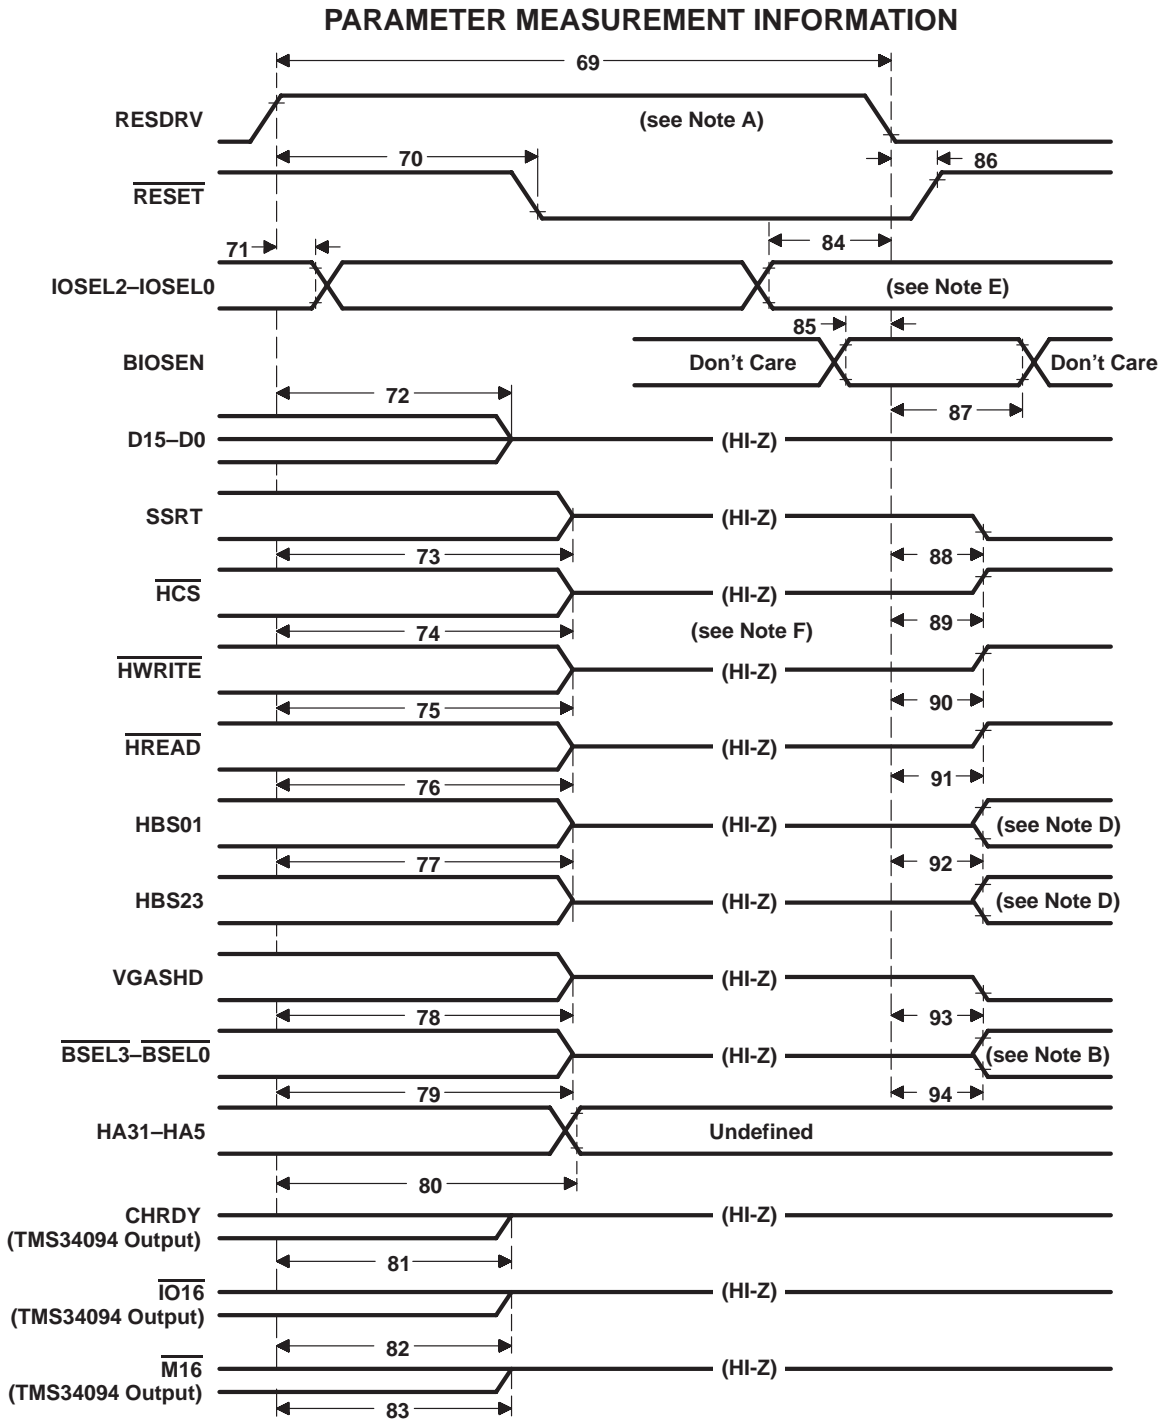 PARAMETER MEASUREMENT INFORMATION
69
RESDRV
(see Note A)
70
86
RESET
71
84
IOSEL2–IOSEL0
(see Note E)
85
BIOSEN
Don't Care
Don't Care
72
87
D15–D0
(HI-Z)
SSRT
(HI-Z)
73
88
HCS
(HI-Z)
74
(see Note F)
89
HWRITE
(HI-Z)
75
90
HREAD
(HI-Z)
76
91
HBS01
(HI-Z)
(see Note D)
77
92
HBS23
(HI-Z)
(see Note D)
VGASHD
(HI-Z)
78
93
BSEL3–BSEL0
(HI-Z)
(see Note B)
79
94
HA31–HA5
Undefined
80
CHRDY
(TMS34094 Output)
(HI-Z)
81
IO16
(TMS34094 Output)
(HI-Z)
82
M16
(TMS34094 Output)
(HI-Z)
83